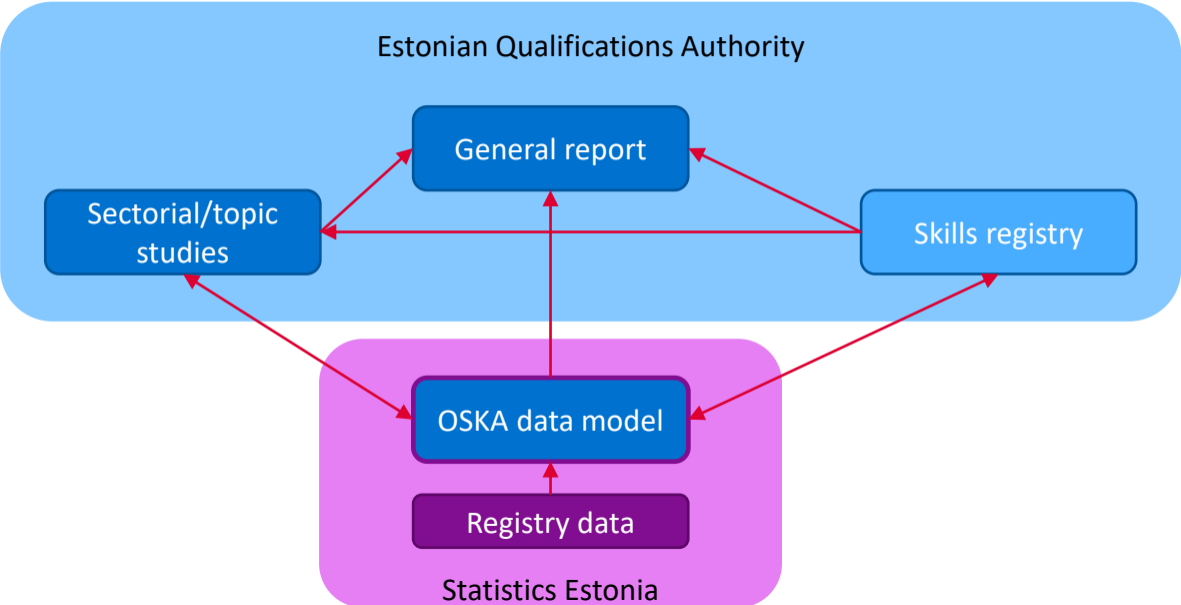 Estonian Qualifications Authority
General report
Sectorial/topic
studies
Skills registry
OSKA data model
Registry data
Statistics Estonia